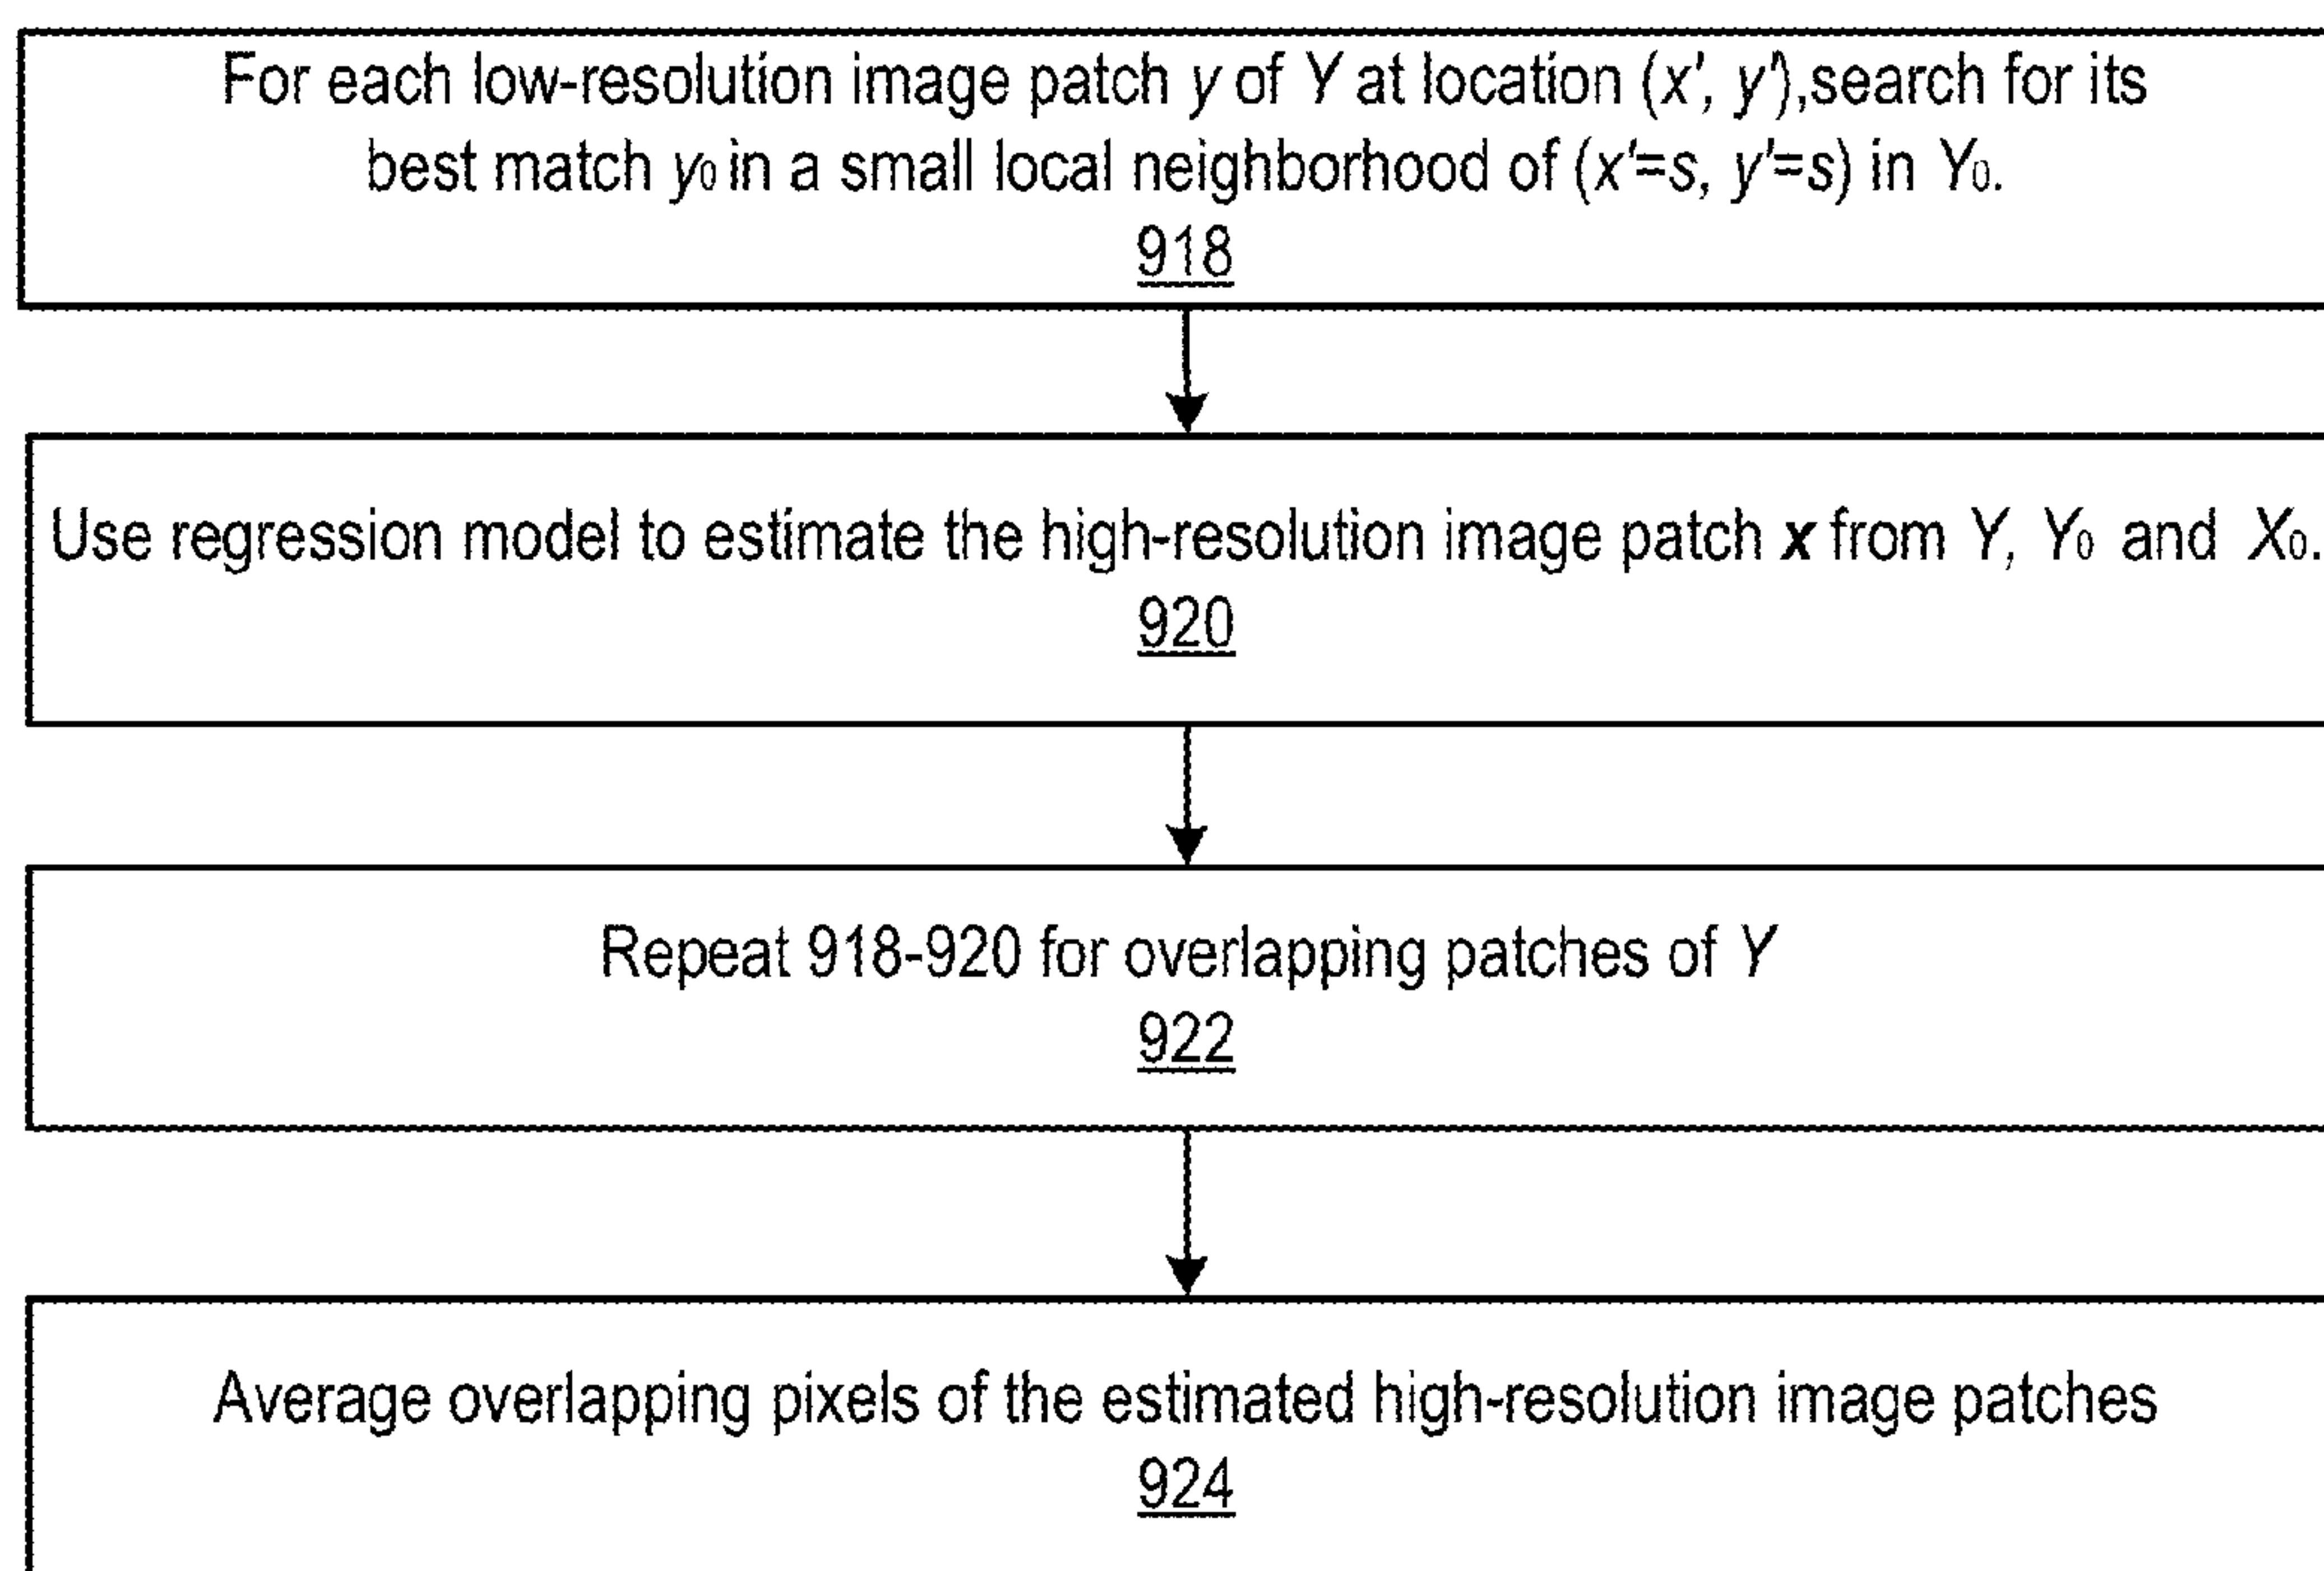 For each low-resolution image patch y of Y at location (x', y'),search for its
best match y₀ in a small local neighborhood of (x'=s, y'=s) in Y₀.
918
Use regression model to estimate the high-resolution image patch x from Y, Y₀ and X₀.
920
Repeat 918-920 for overlapping patches of Y
922
Average overlapping pixels of the estimated high-resolution image patches
924